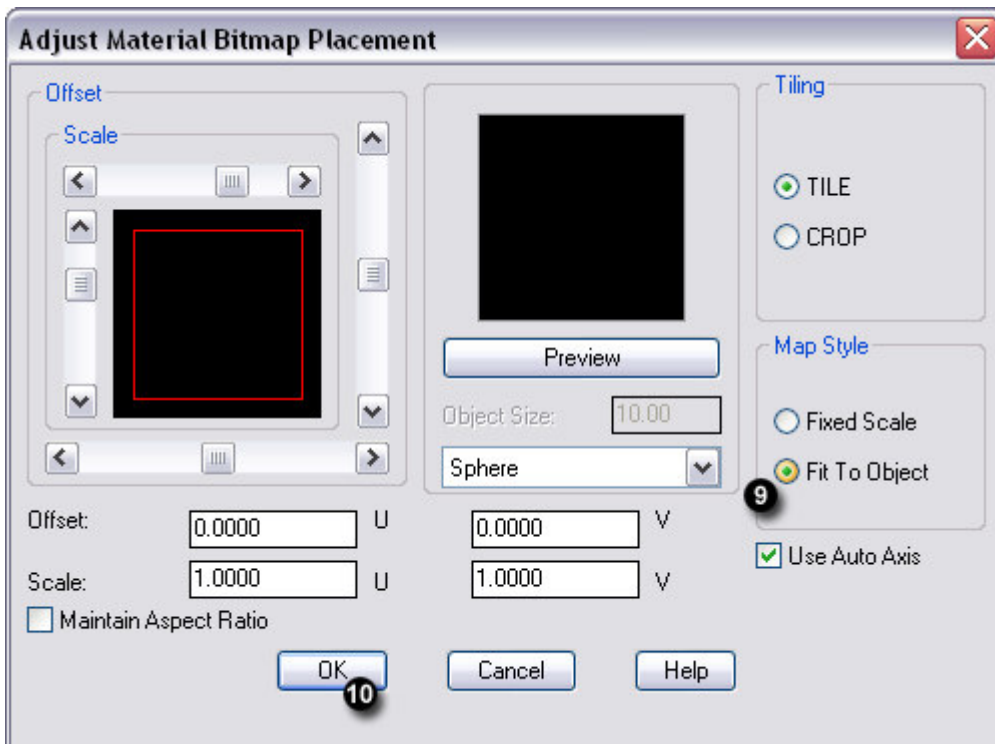 Adjust Material Bitmap Placement
Offset
Scale
Tiling
TILE
CROP
Preview
Object Size: 10.00
Sphere
Map Style
Fixed Scale
Fit To Object
9
Offset: 0.0000 U 0.0000 V
Use Auto Axis
Scale: 1.0000 U 1.0000 V
Maintain Aspect Ratio
OK Cancel Help
10